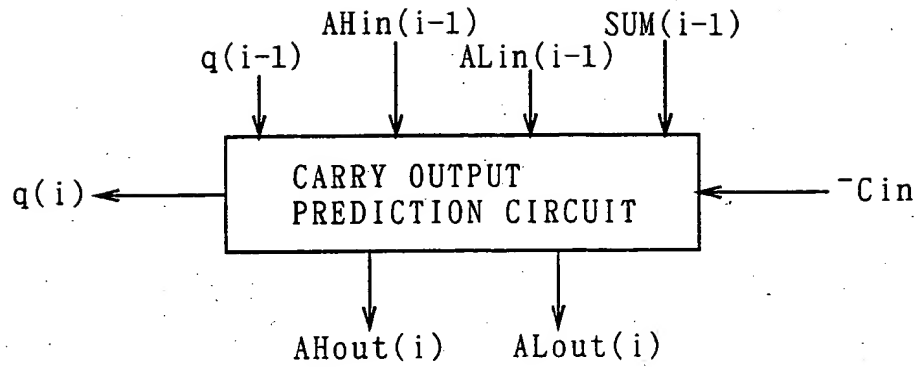 AHin(i-1) SUM(i-1)
q(i-1) ALin(i-1)
CARRY OUTPUT
q(i) ¯Cin
PREDICTION CIRCUIT
AHout(i) ALout(i)